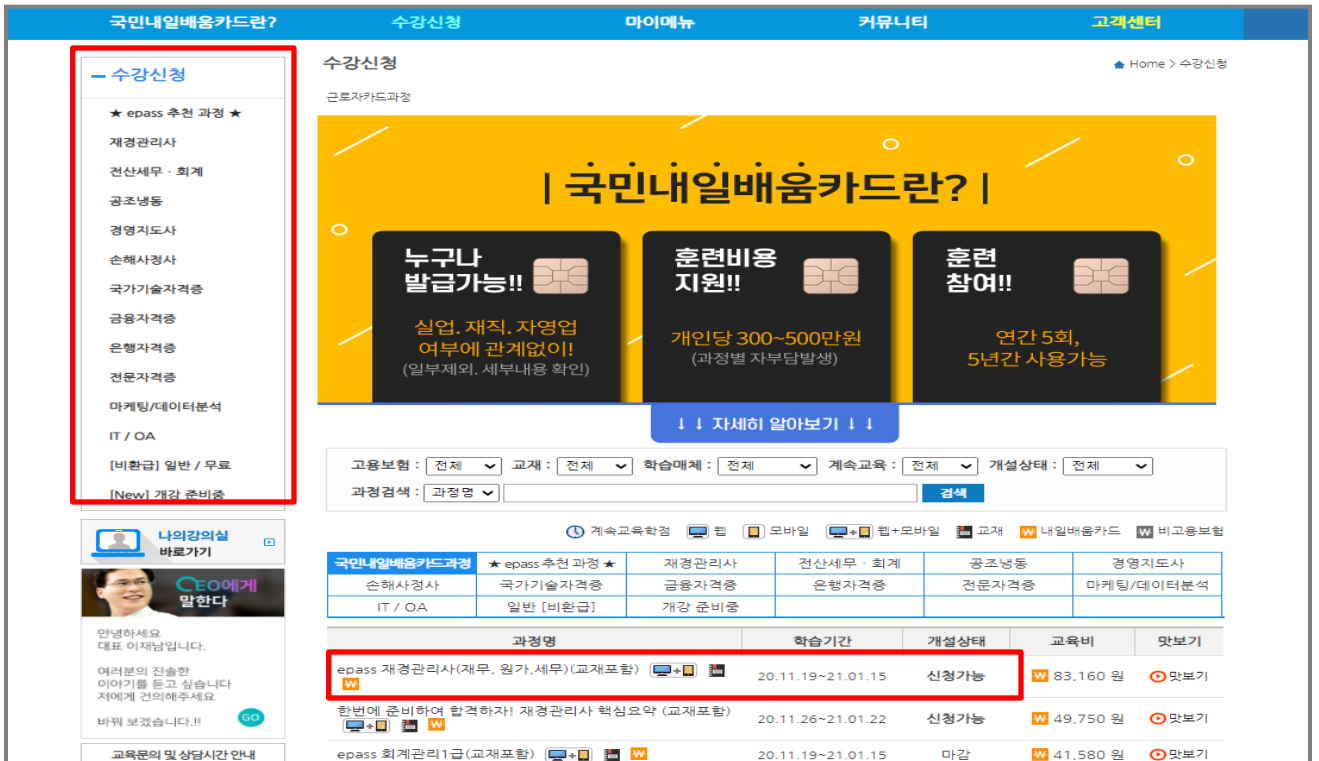 국민내일배움카드란? 수강신청 마이메뉴 커뮤니티 고객센터
수강신청
★ epass 추천 과정 ★
재경관리사
전산세무 · 회계
공조냉동
경영지도사
손해사정사
국가기술자격증
금융자격증
은행자격증
전문자격증
마케팅/데이터분석
IT / OA
[비환급] 일반 / 무료
[New] 개강 준비중
나의강의실
바로가기
CEO에게
말한다
안녕하세요
대표 이재남입니다.
여러분의 진솔한
이야기를 듣고 싶습니다
저에게 건의해주세요
바꿔 보겠습니다.!! GO
교육문의 및 상담시간 안내
수강신청
Home > 수강신청
근로자카드과정
| 국민내일배움카드란? |
누구나
발급가능!!
실업. 재직. 자영업
여부에 관계없이!
(일부제외. 세부내용 확인)
훈련비용
지원!!
개인당 300~500만원
(과정별 자부담발생)
훈련
참여!!
연간 5회,
5년간 사용가능
↓↓ 자세히 알아보기 ↓↓
고용보험 : 전체 교재 : 전체 학습매체 : 전체 계속교육 : 전체 개설상태 : 전체
과정검색 : 과정명 검색
계속교육학점 웹 모바일 웹+모바일 교재 W 내일배움카드 W 비고용보험
국민내일배움카드과정 ★ epass 추천 과정 ★ 재경관리사 전산세무 · 회계 공조냉동 경영지도사
손해사정사 국가기술자격증 금융자격증 은행자격증 전문자격증 마케팅/데이터분석
IT / OA 일반 [비환급] 개강 준비중
과정명 학습기간 개설상태 교육비 맛보기
epass 재경관리사(재무, 원가,세무)(교재포함) + W 20.11.19~21.01.15 신청가능 W 83,160 원 맛보기
한번에 준비하여 합격하자! 재경관리사 핵심요약 (교재포함) + W 20.11.26~21.01.22 신청가능 W 49,750 원 맛보기
epass 회계관리1급(교재포함) + W 20.11.19~21.01.15 마감 W 41,580 원 맛보기